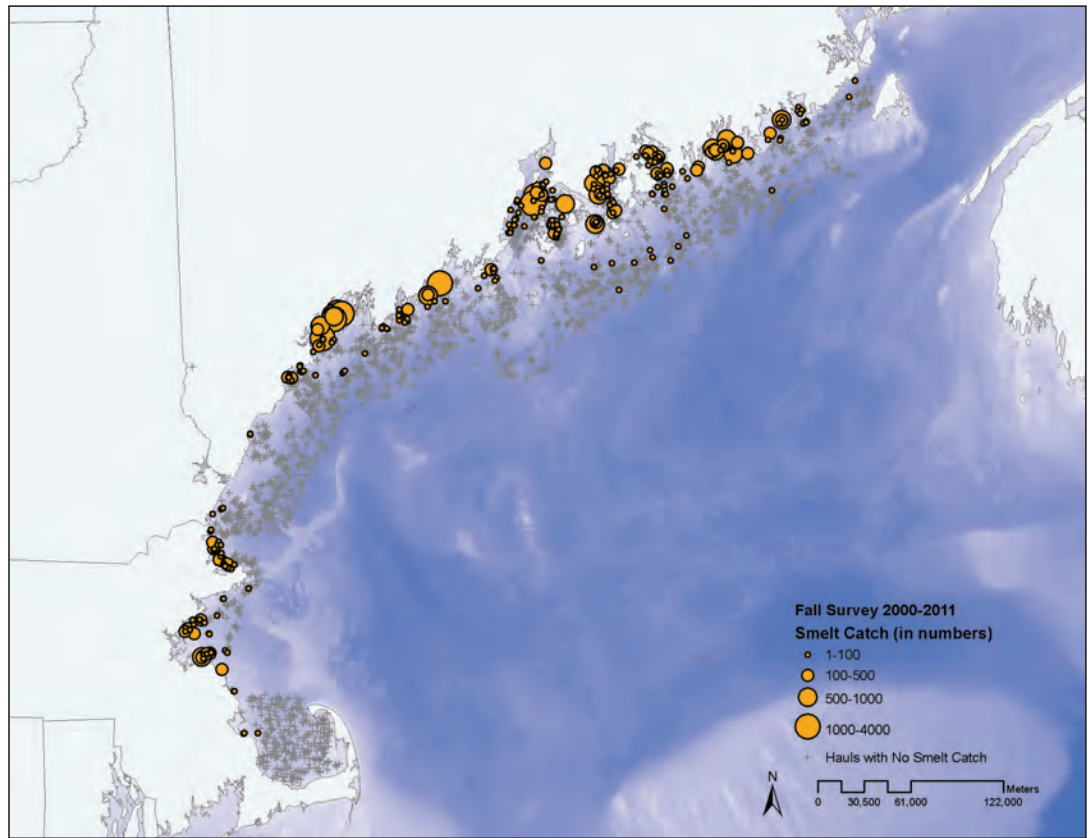 Fall Survey 2000-2011
Smelt Catch (in numbers)
1-100
100-500
500-1000
1000-4000
Hauls with No Smelt Catch
N
Meters
0 30,500 61,000 122,000